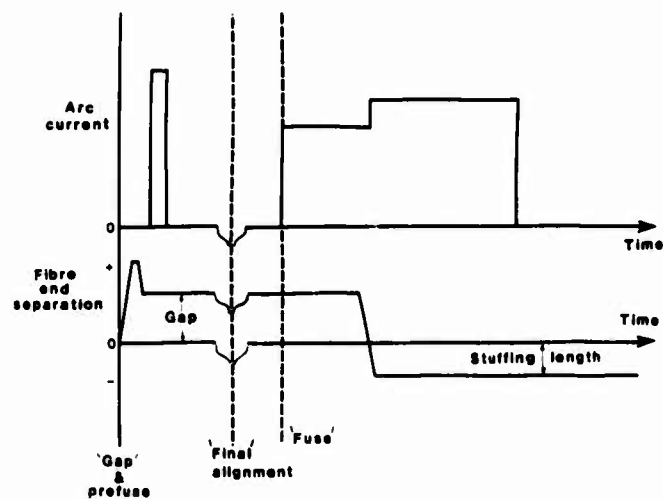 Arc
current
0
Time
+
Fibre
end
separation
Gap
Time
0
Stuffing length
-
'Fuse'
'Final'
alignment
'Gap'
&
prefuse